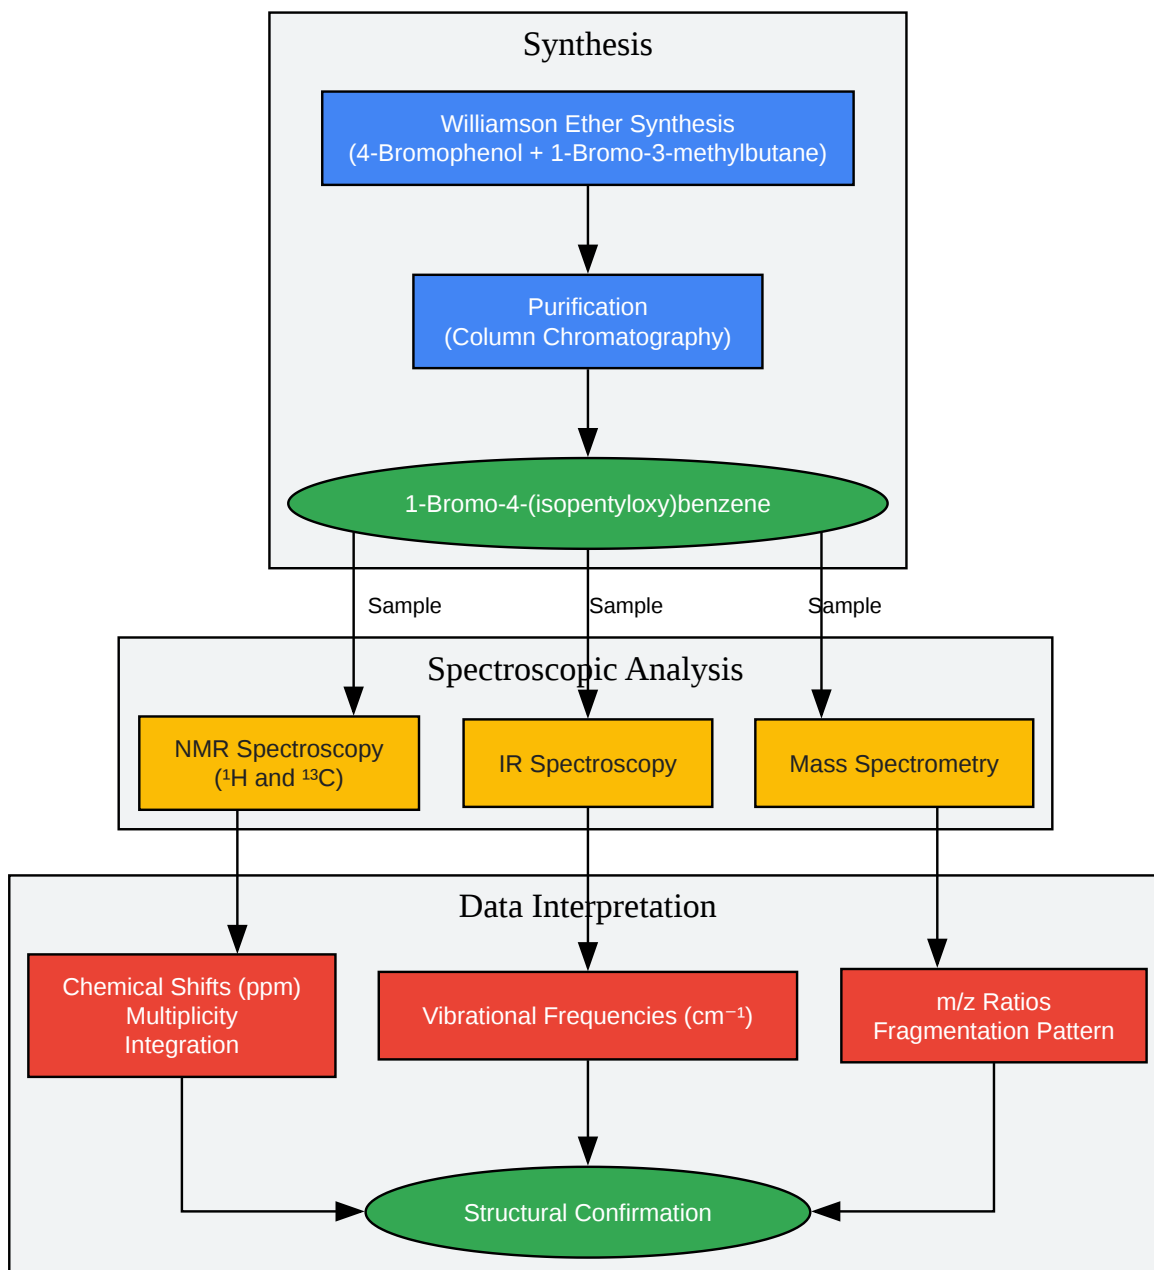 Synthesis
Williamson Ether Synthesis
(4-Bromophenol + 1-Bromo-3-methylbutane)
Purification
(Column Chromatography)
1-Bromo-4-(isopentyloxy)benzene
Sample
Sample
Sample
Spectroscopic Analysis
NMR Spectroscopy
(¹H and ¹³C)
IR Spectroscopy
Mass Spectrometry
Data Interpretation
Chemical Shifts (ppm)
Multiplicity
Integration
Vibrational Frequencies (cm⁻¹)
m/z Ratios
Fragmentation Pattern
Structural Confirmation